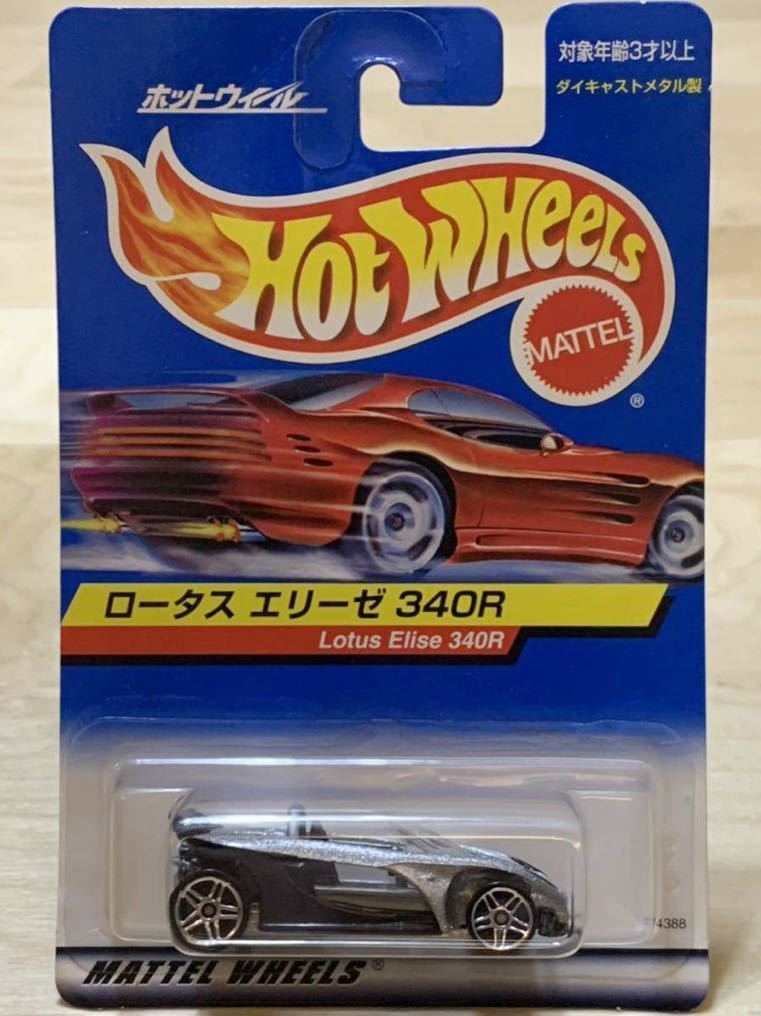 対象年齢3才以上
ダイキャストメタル製
ホットウィール
HOT WHEELS
MATTEL
®
ロータス エリーゼ 340R
Lotus Elise 340R
MATTEL WHEELS®